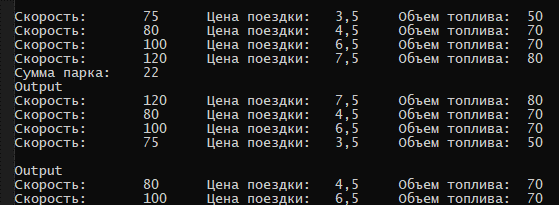 Скорость: 75 Цена поездки: 3,5 Объем топлива: 50
Скорость: 80 Цена поездки: 4,5 Объем топлива: 70
Скорость: 100 Цена поездки: 6,5 Объем топлива: 70
Скорость: 120 Цена поездки: 7,5 Объем топлива: 80
Сумма парка: 22
Output
Скорость: 120 Цена поездки: 7,5 Объем топлива: 80
Скорость: 80 Цена поездки: 4,5 Объем топлива: 70
Скорость: 100 Цена поездки: 6,5 Объем топлива: 70
Скорость: 75 Цена поездки: 3,5 Объем топлива: 50
Output
Скорость: 80 Цена поездки: 4,5 Объем топлива: 70
Скорость: 100 Цена поездки: 6,5 Объем топлива: 70